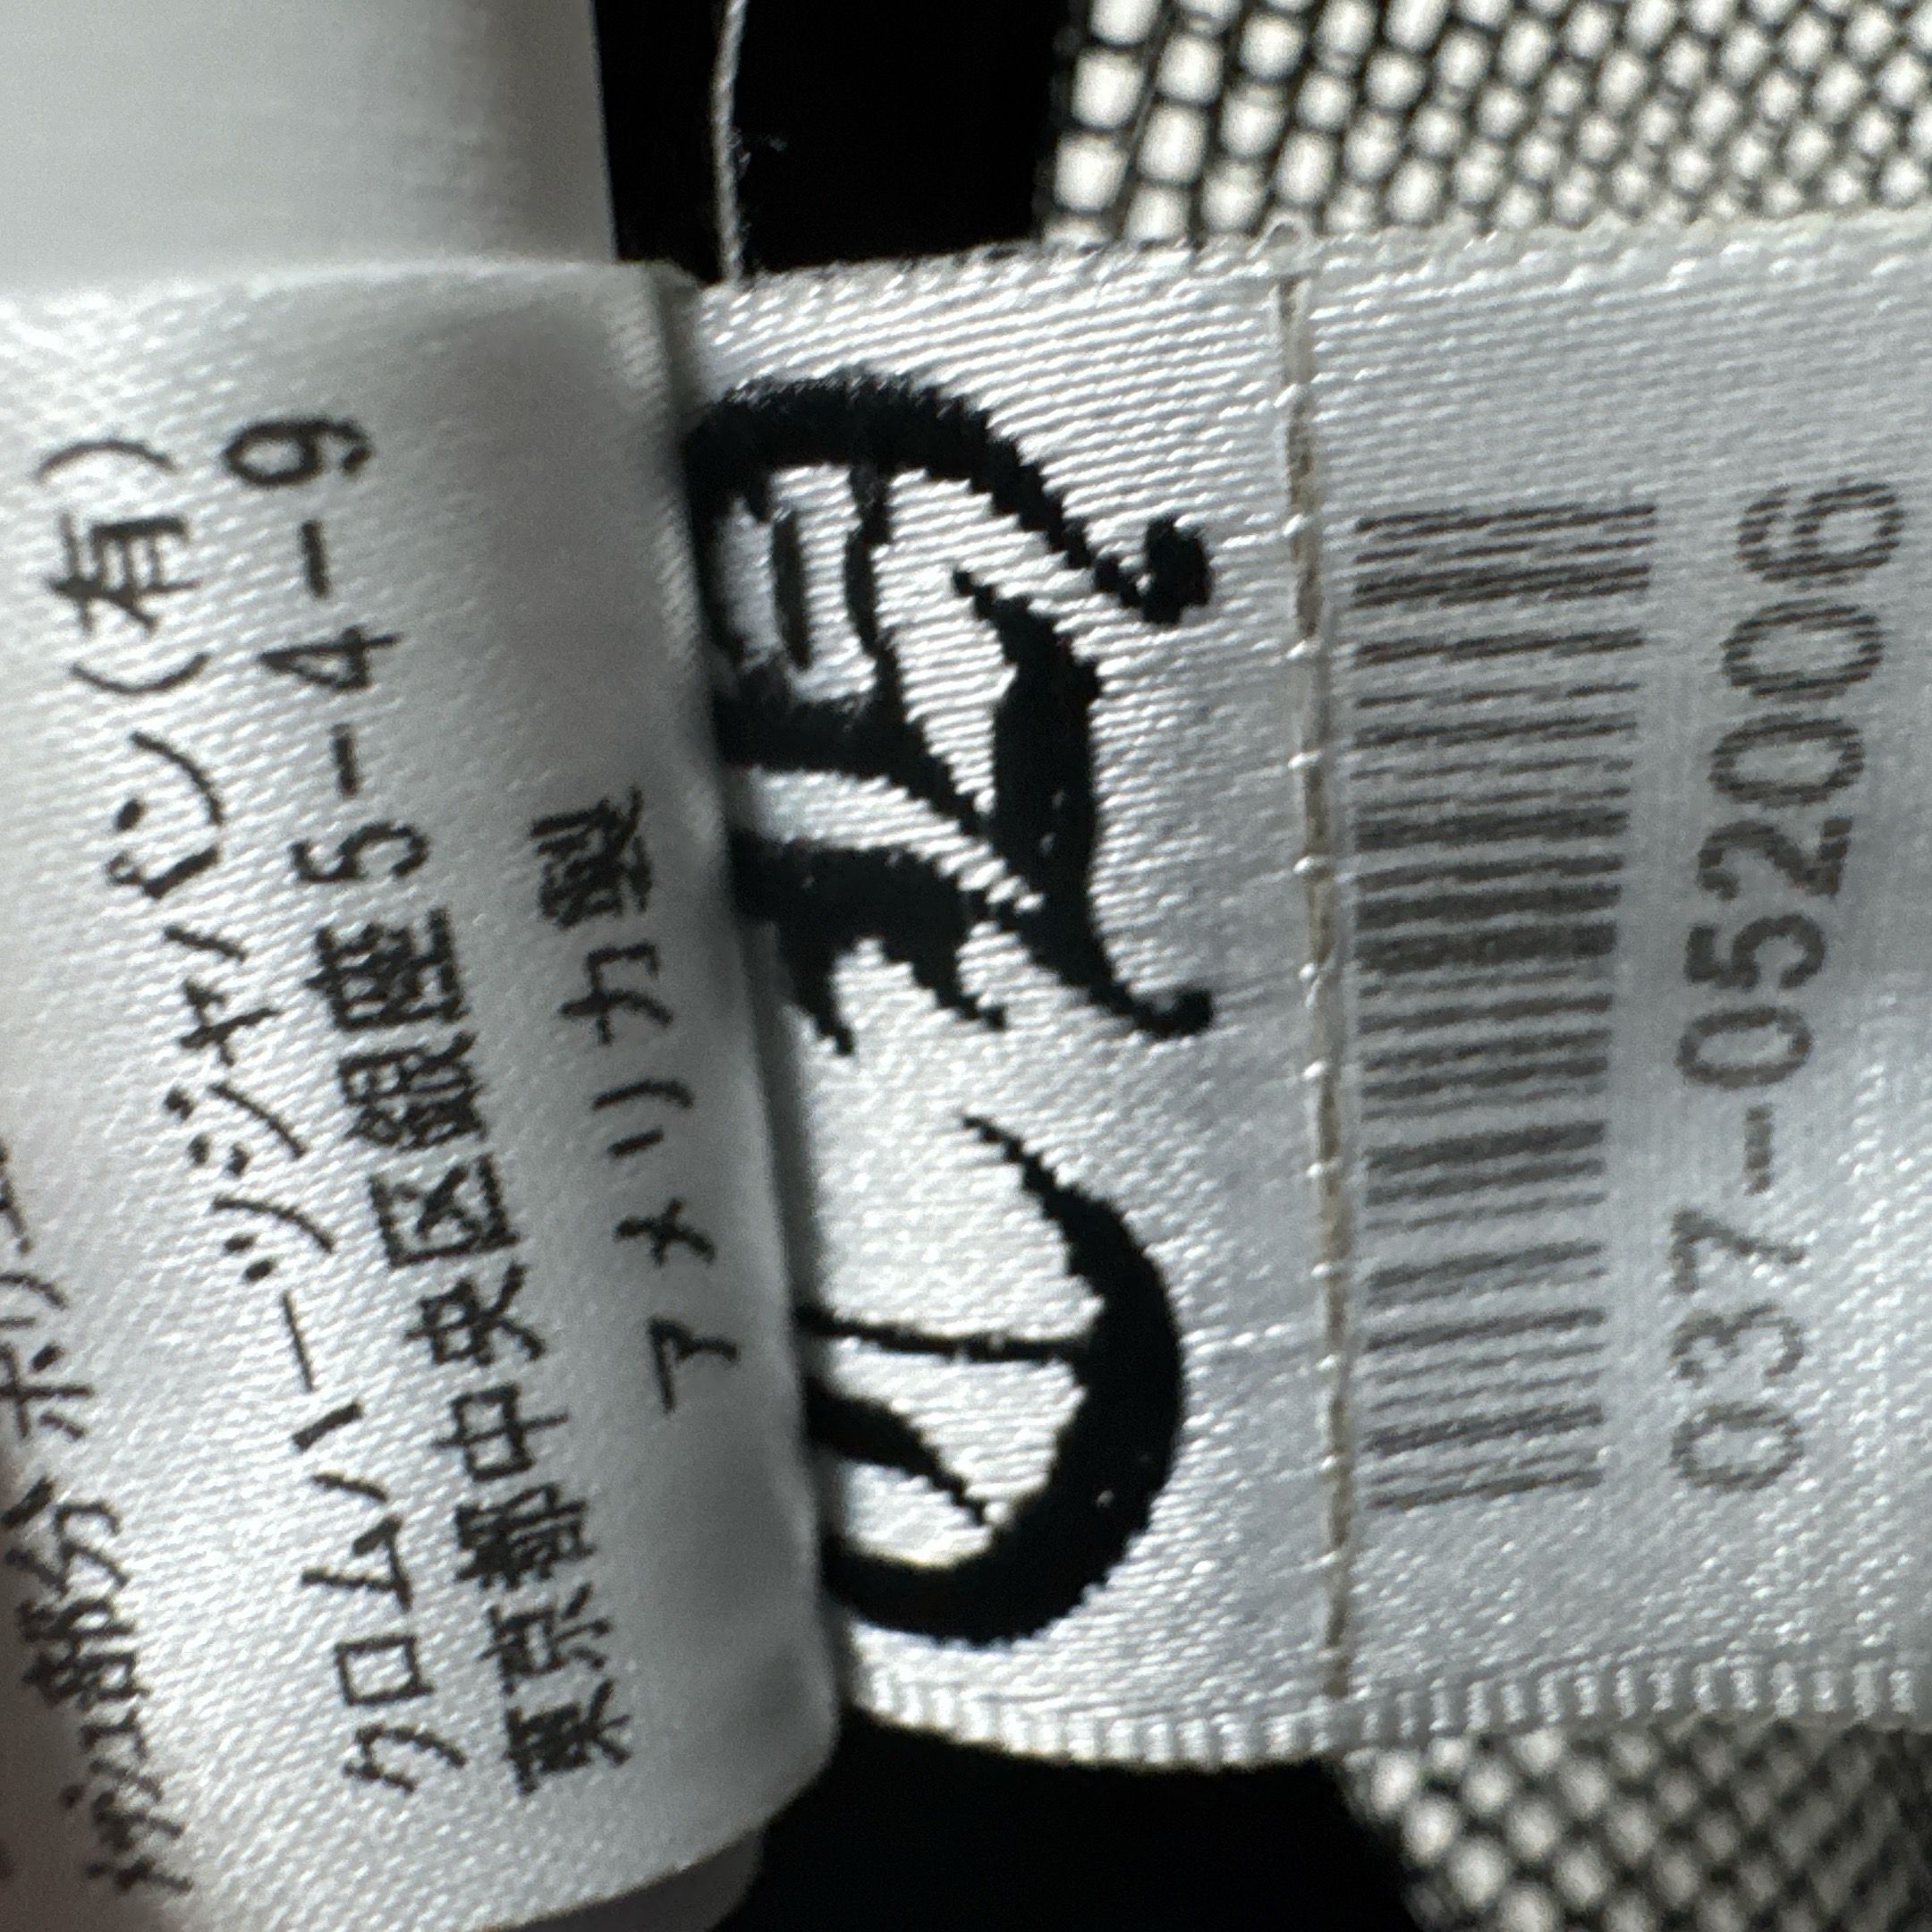 クロムハーツジャパン(有)
東京都中央区銀座5-4-9
アメリカ製
037-052006